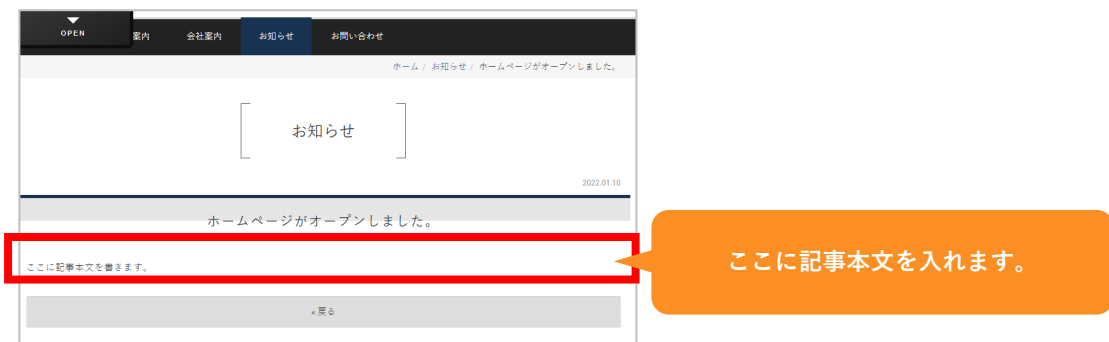 OPEN
案内 会社案内 お知らせ お問い合わせ
ホーム / お知らせ / ホームページがオープンしました。
お知らせ
2022.01.10
ホームページがオープンしました。
ここに記事本文を書きます。
ここに記事本文を入れます。
«戻る